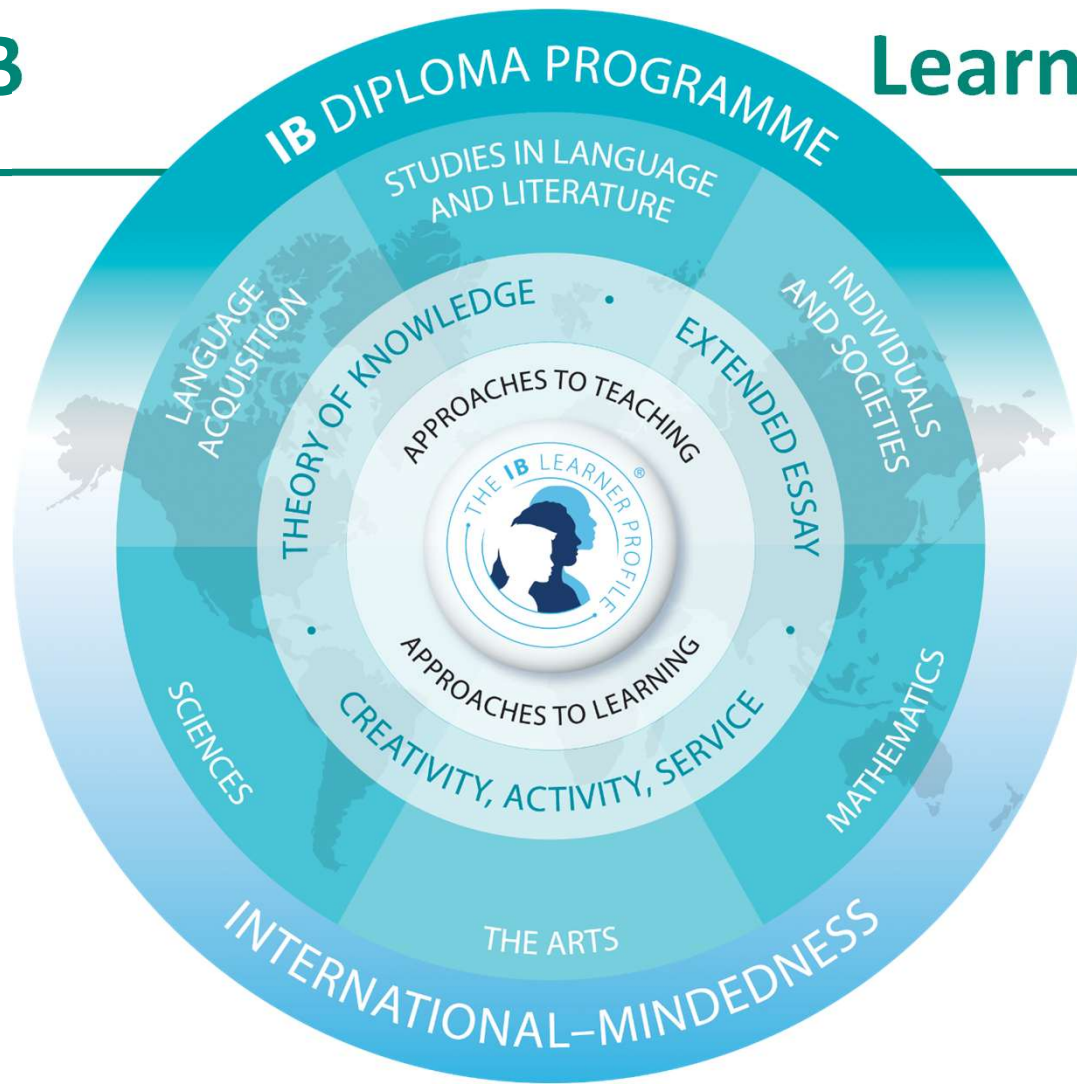 B
Learn
IB DIPLOMA PROGRAMME
STUDIES IN LANGUAGE
AND LITERATURE
LANGUAGE
ACQUISITION
INDIVIDUALS
AND SOCIETIES
THEORY OF KNOWLEDGE
•
EXTENDED ESSAY
APPROACHES TO TEACHING
• THE IB LEARNER PROFILE •
®
APPROACHES TO LEARNING
•
CREATIVITY, ACTIVITY, SERVICE
•
SCIENCES
MATHEMATICS
THE ARTS
INTERNATIONAL–MINDEDNESS